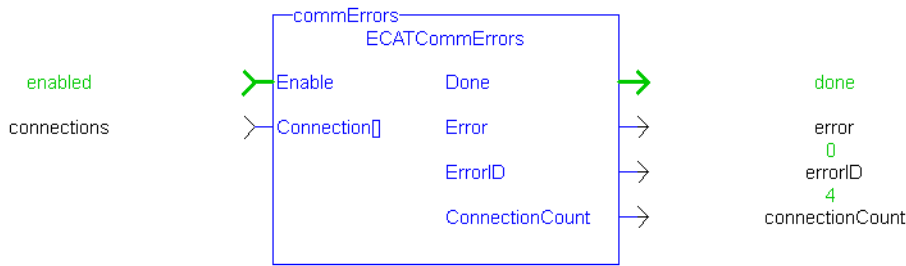 commErrors
ECATCommErrors
enabled Enable Done done
connections Connection[] Error error
0
ErrorID errorID
4
ConnectionCount connectionCount